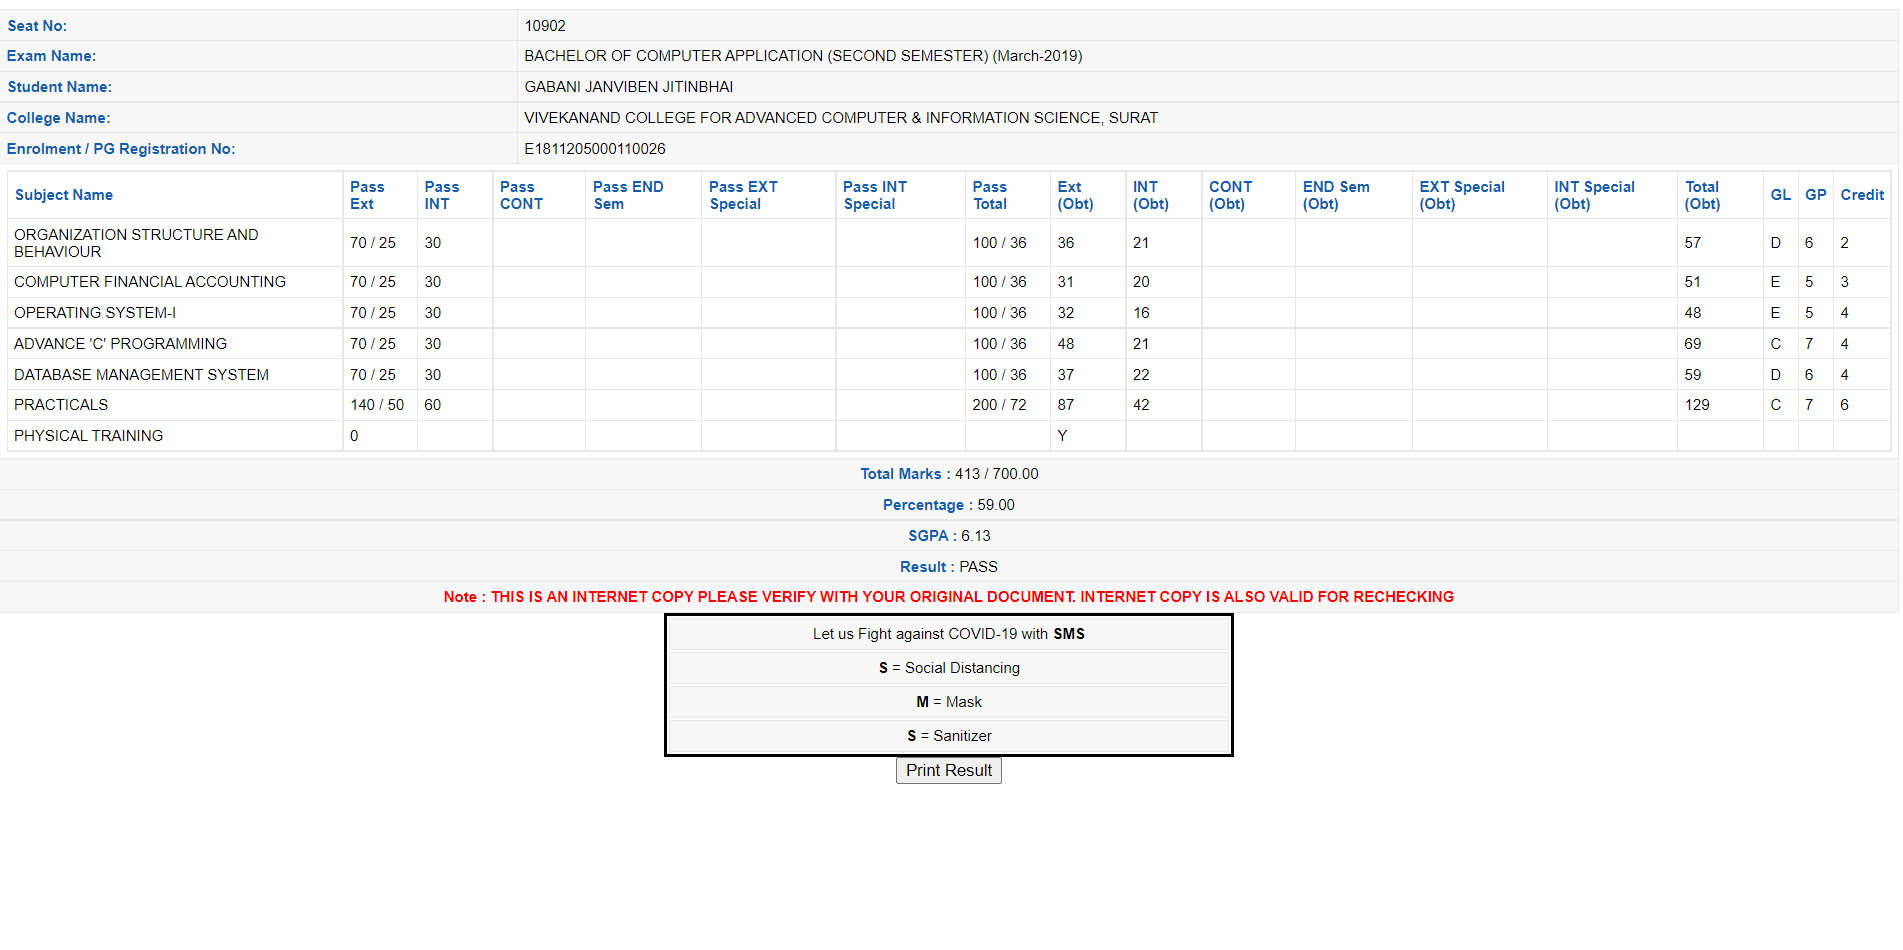 Seat No: 10902
Exam Name: BACHELOR OF COMPUTER APPLICATION (SECOND SEMESTER) (March-2019)
Student Name: GABANI JANVIBEN JITINBHAI
College Name: VIVEKANAND COLLEGE FOR ADVANCED COMPUTER & INFORMATION SCIENCE, SURAT
Enrolment / PG Registration No: E1811205000110026
Subject Name Pass Ext Pass INT Pass CONT Pass END Sem Pass EXT Special Pass INT Special Pass Total Ext (Obt) INT (Obt) CONT (Obt) END Sem (Obt) EXT Special (Obt) INT Special (Obt) Total (Obt) GL GP Credit
ORGANIZATION STRUCTURE AND BEHAVIOUR 70 / 25 30 100 / 36 36 21 57 D 6 2
COMPUTER FINANCIAL ACCOUNTING 70 / 25 30 100 / 36 31 20 51 E 5 3
OPERATING SYSTEM-I 70 / 25 30 100 / 36 32 16 48 E 5 4
ADVANCE 'C' PROGRAMMING 70 / 25 30 100 / 36 48 21 69 C 7 4
DATABASE MANAGEMENT SYSTEM 70 / 25 30 100 / 36 37 22 59 D 6 4
PRACTICALS 140 / 50 60 200 / 72 87 42 129 C 7 6
PHYSICAL TRAINING 0 Y
Total Marks : 413 / 700.00
Percentage : 59.00
SGPA : 6.13
Result : PASS
Note : THIS IS AN INTERNET COPY PLEASE VERIFY WITH YOUR ORIGINAL DOCUMENT. INTERNET COPY IS ALSO VALID FOR RECHECKING
Let us Fight against COVID-19 with SMS
S = Social Distancing
M = Mask
S = Sanitizer
Print Result